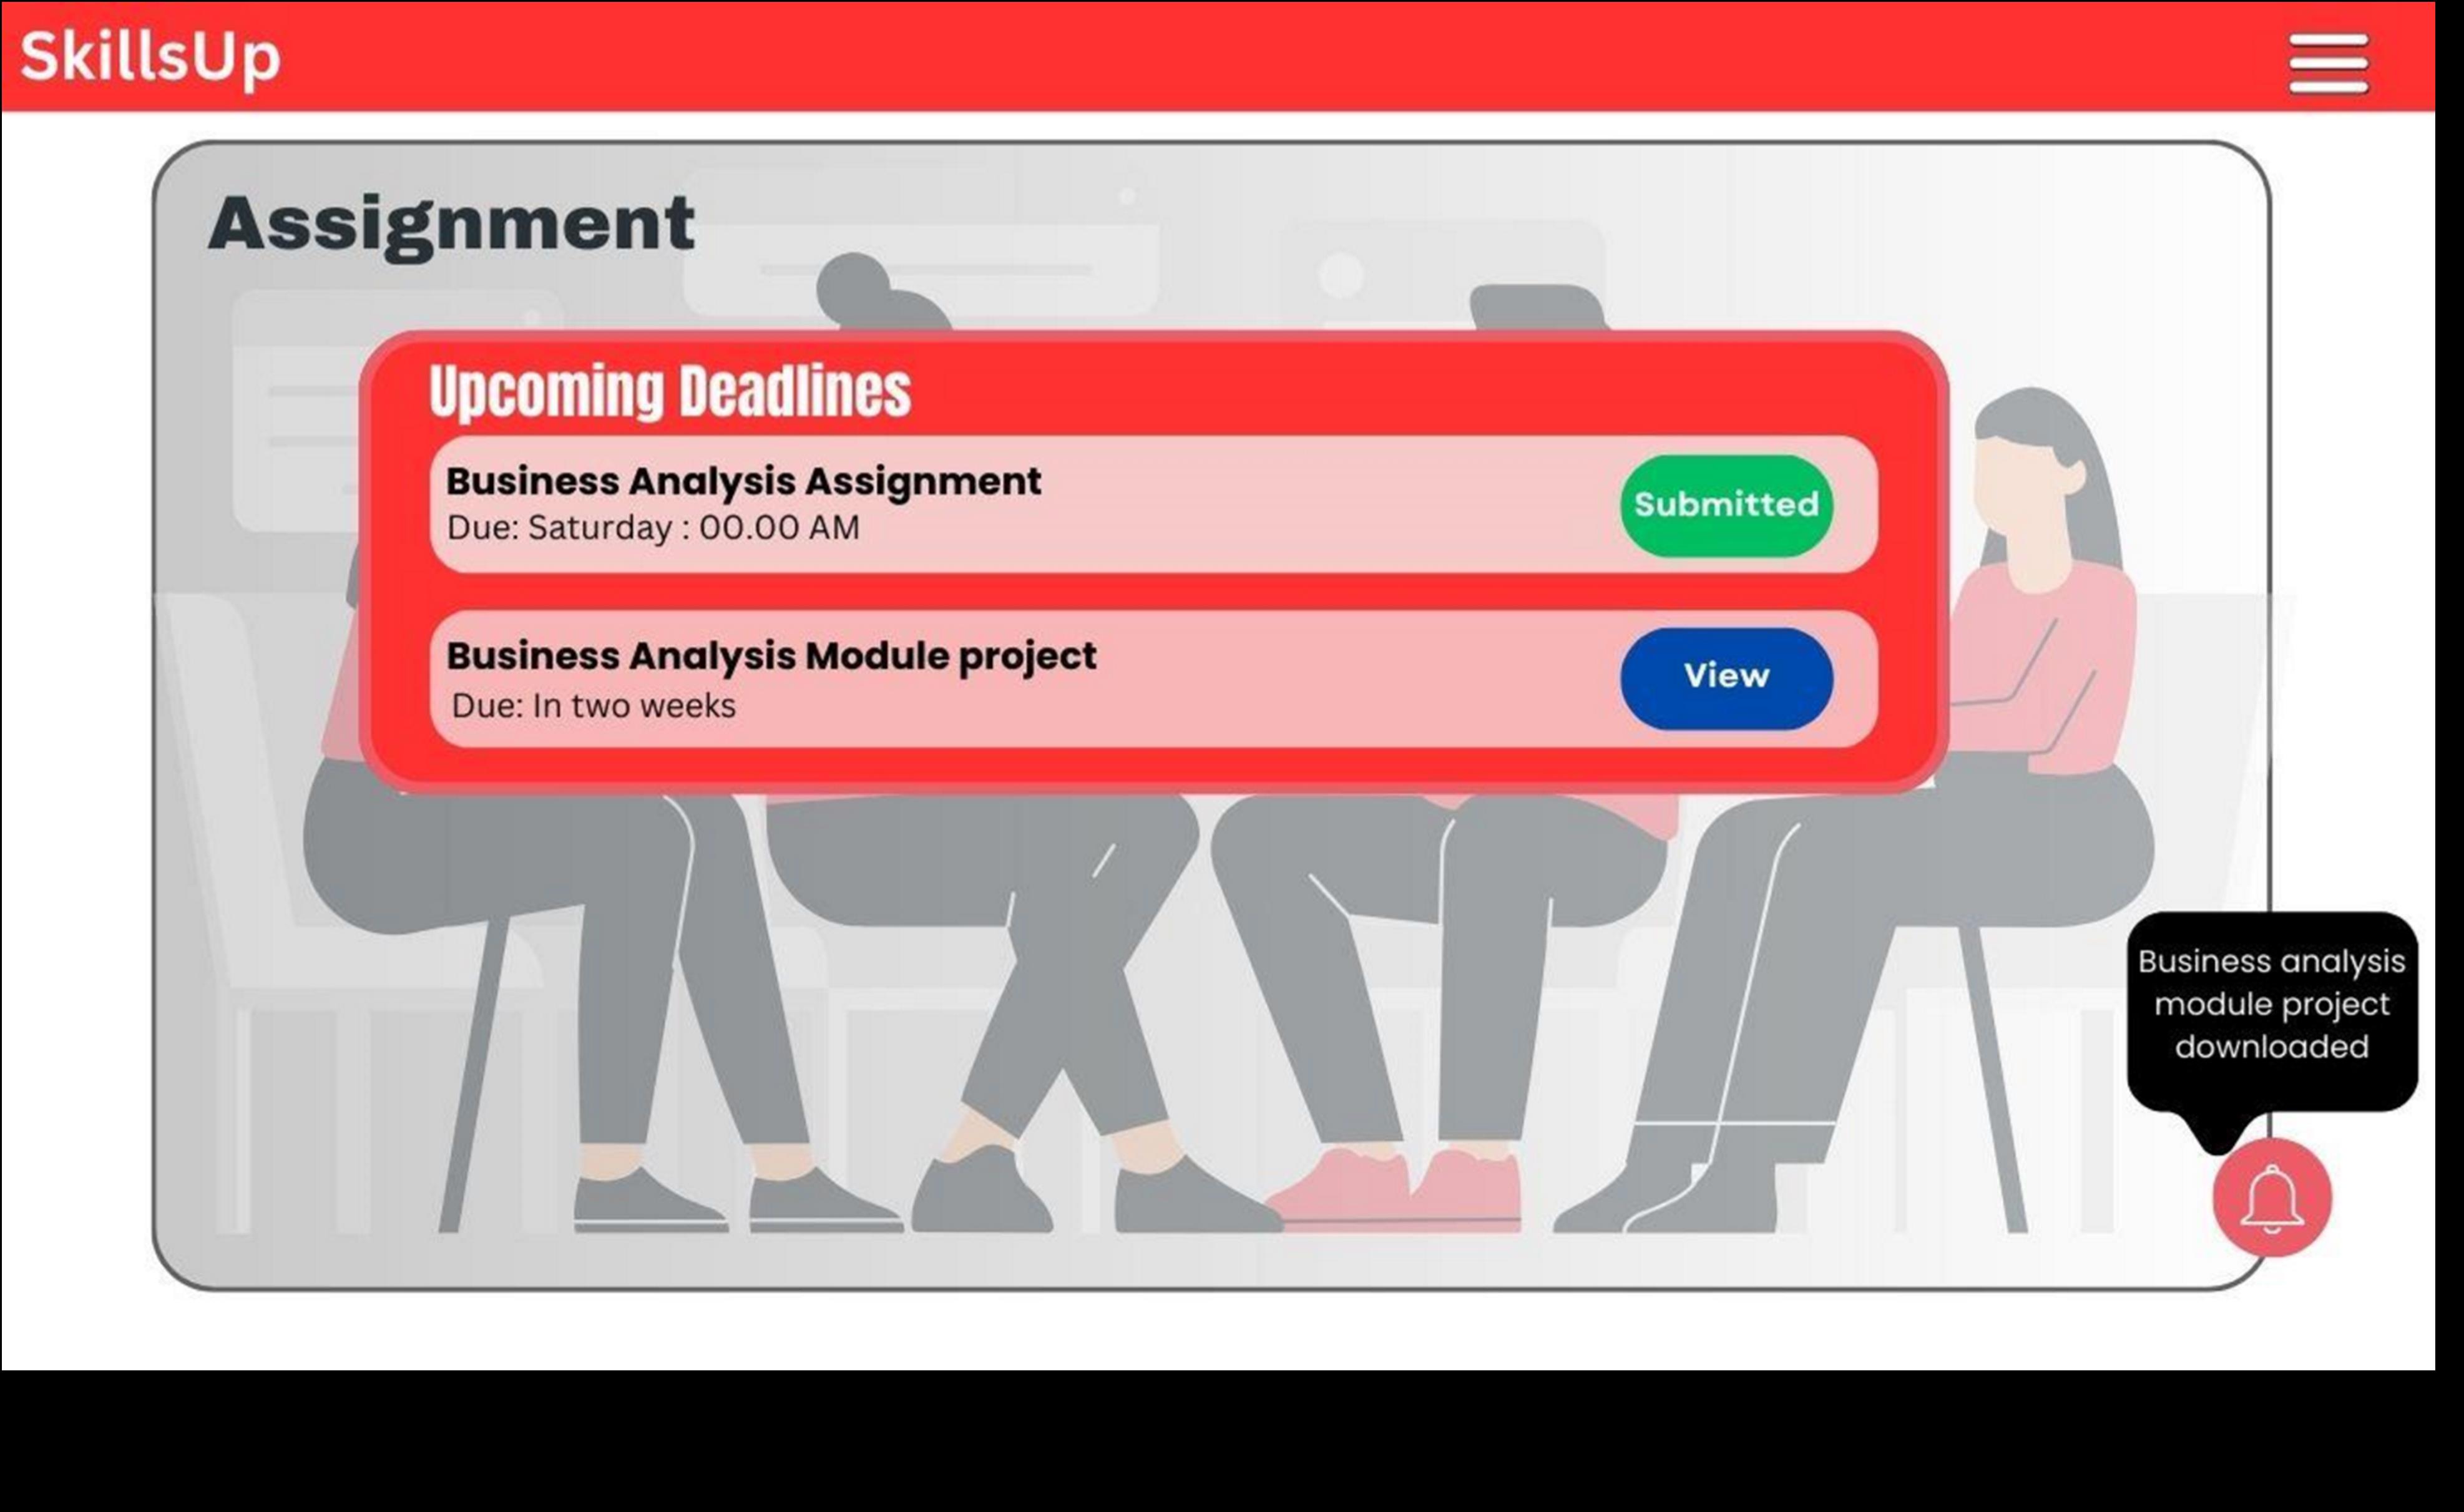 SkillsUp
Assignment
Upcoming Deadlines
Business Analysis Assignment
Due: Saturday : 00.00 AM
Submitted
Business Analysis Module project
Due: In two weeks
View
Business analysis
module project
downloaded